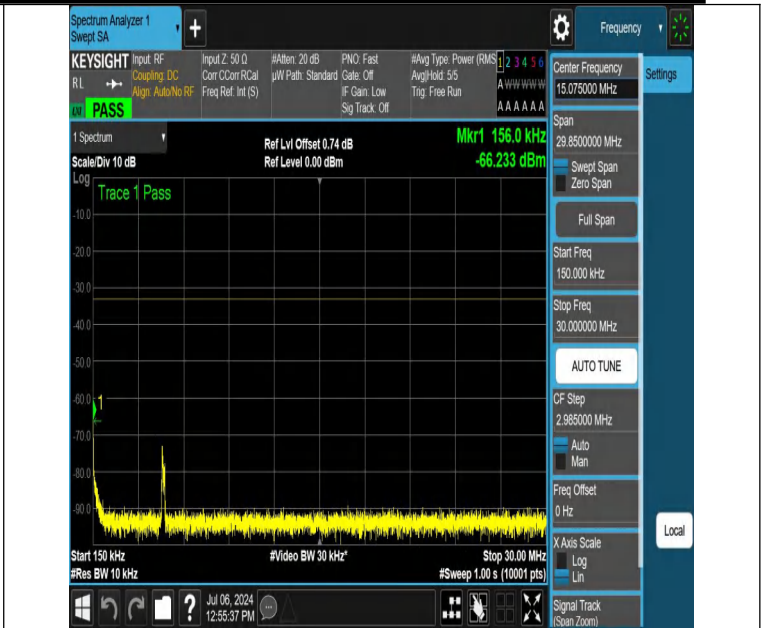 Spectrum Analyzer 1
Swept SA
+
Frequency
KEYSIGHT
RL
PASS
Input: RF
Coupling: DC
Align: Auto/No RF
Input Z: 50 Ω
Corr CCorr RCal
Freq Ref: Int (S)
#Atten: 20 dB
µW Path: Standard
PNO: Fast
Gate: Off
IF Gain: Low
Sig Track: Off
#Avg Type: Power (RMS
Avg|Hold: 5/5
Trig: Free Run
1 2 3 4 5 6
A W W W W W
A A A A A A
Center Frequency
15.075000 MHz
Settings
1 Spectrum
Scale/Div 10 dB
Ref Lvl Offset 0.74 dB
Ref Level 0.00 dBm
Mkr1 156.0 kHz
-66.233 dBm
Span
29.8500000 MHz
Swept Span
Zero Span
Full Span
Start Freq
150.000 kHz
Stop Freq
30.000000 MHz
AUTO TUNE
CF Step
2.985000 MHz
Auto
Man
Freq Offset
0 Hz
X Axis Scale
Log
Lin
Signal Track
(Span Zoom)
Local
Log
Trace 1 Pass
-10.0
-20.0
-30.0
-40.0
-50.0
-60.0
1
-70.0
-80.0
-90.0
Start 150 kHz
#Video BW 30 kHz*
Stop 30.00 MHz
#Res BW 10 kHz
#Sweep 1.00 s (10001 pts)
?
Jul 06, 2024
12:55:37 PM